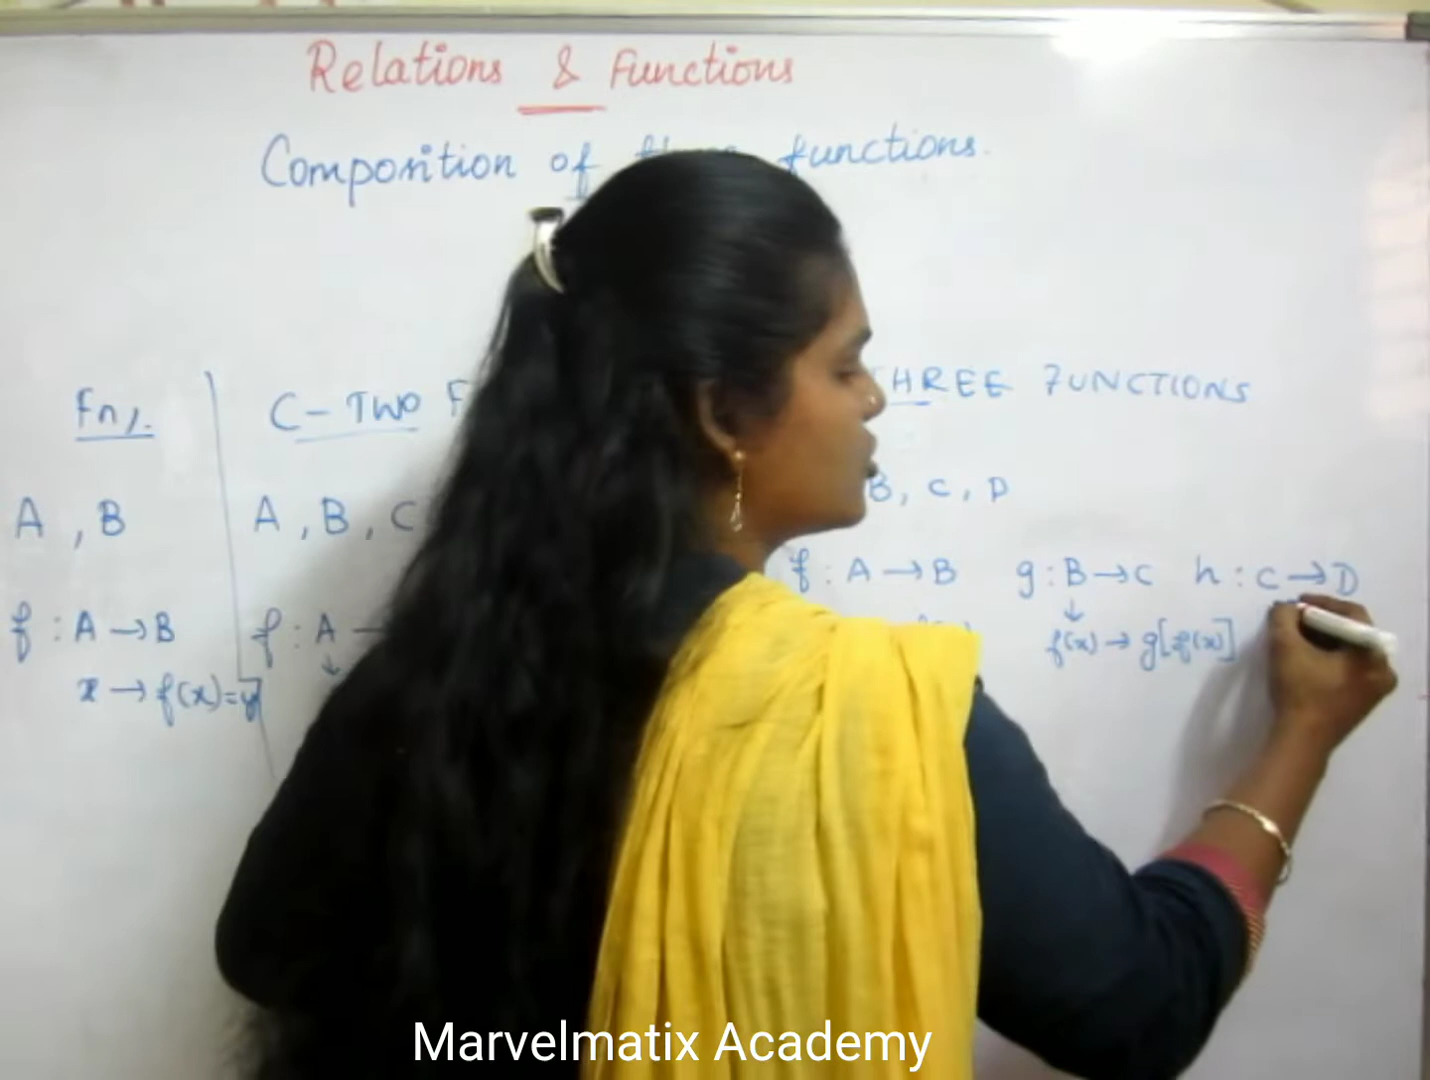 Relations & Functions
Composition of functions.
Fn/.
C - TWO
HREE FUNCTIONS
A , B
A , B , C
B , C , D
f : A → B
g : B → C
h : C → D
f : A → B
f : A
↓
↓
f(x) → g[f(x)]
x → f(x) = y
Marvelmatix Academy